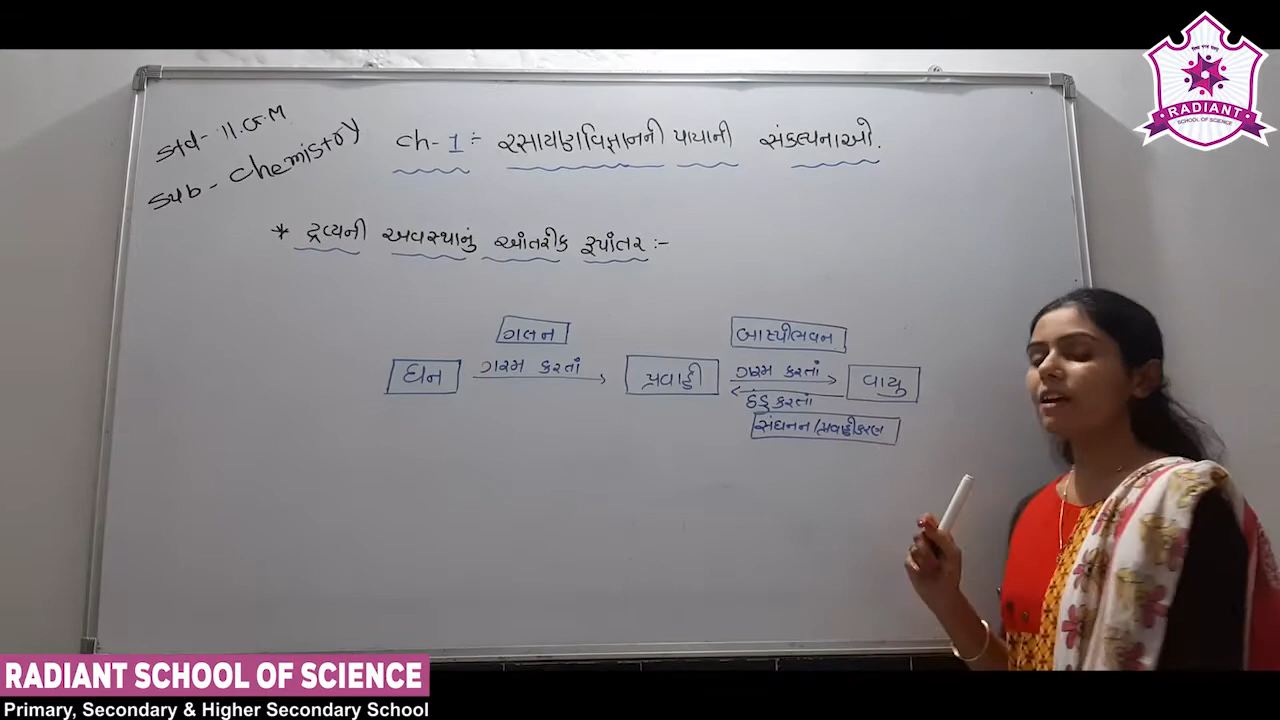 Std- 11.G.M
Sub- Chemistry
Ch- 1 :- રસાયણવિજ્ઞાનની પાયાની સંકલ્પનાઓ.
* દ્રવ્યની અવસ્થાનું આંતરીક રૂપાંતર :-
ગલન
બાષ્પીભવન
ઘન ગરમ કરતાં પ્રવાહી ગરમ કરતાં વાયુ
ઠંડુ કરતાં
સંઘનન/પ્રવાહીકરણ
RADIANT
SCHOOL OF SCIENCE
RADIANT SCHOOL OF SCIENCE
Primary, Secondary & Higher Secondary School